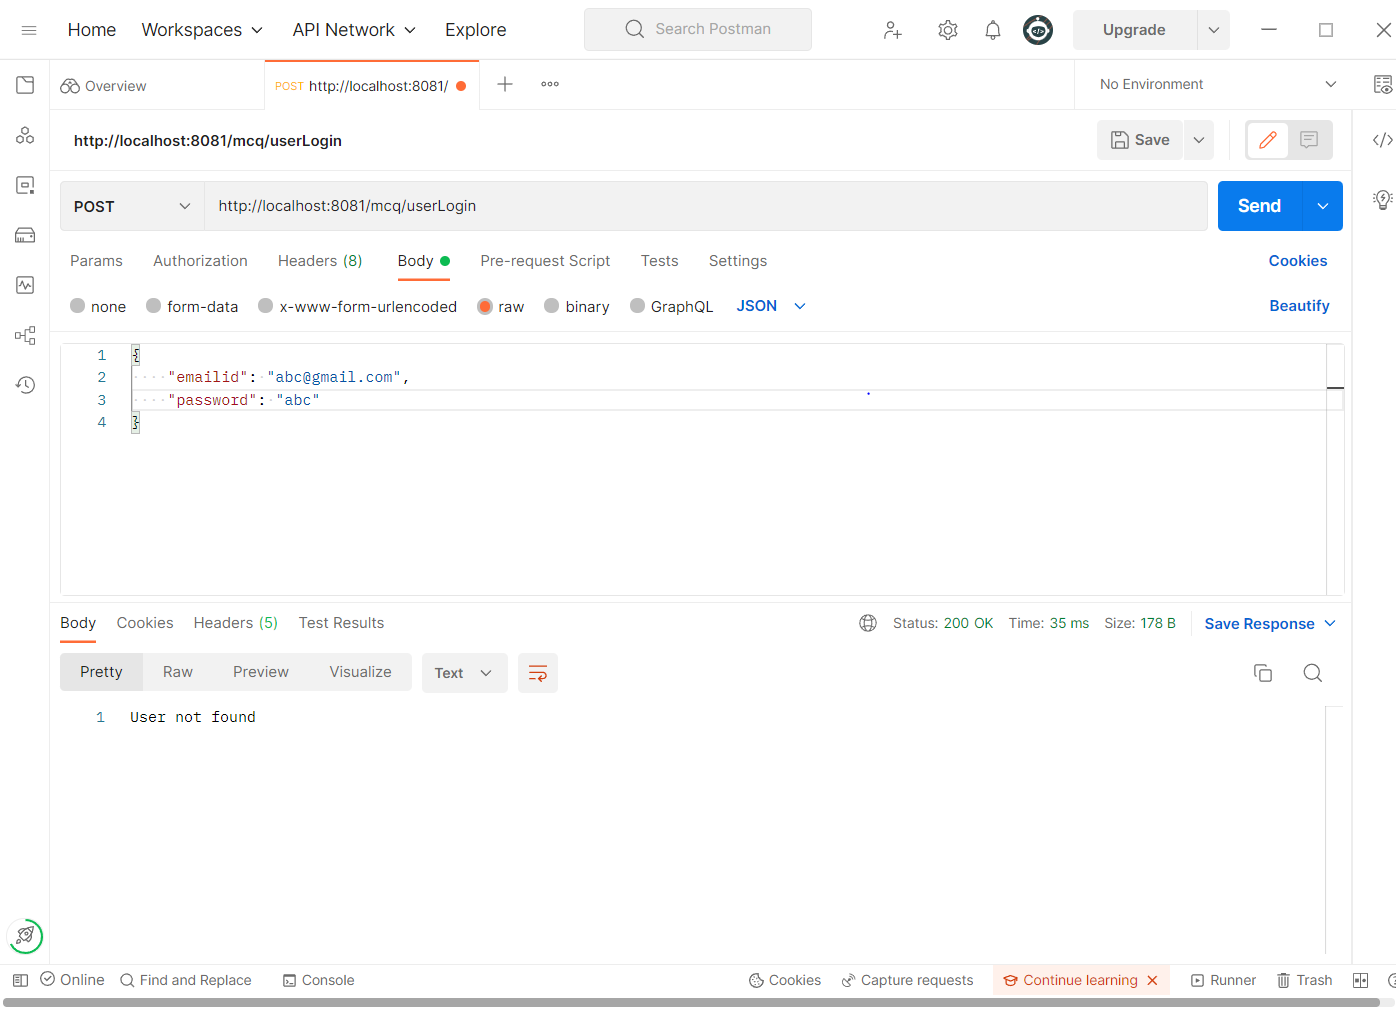 Home Workspaces API Network Explore Search Postman Upgrade
Overview POST http://localhost:8081/ No Environment
http://localhost:8081/mcq/userLogin Save
POST http://localhost:8081/mcq/userLogin Send
Params Authorization Headers (8) Body Pre-request Script Tests Settings Cookies
none form-data x-www-form-urlencoded raw binary GraphQL JSON Beautify
1 {
2 "emailid": "abc@gmail.com",
3 "password": "abc"
4 }
Body Cookies Headers (5) Test Results Status: 200 OK Time: 35 ms Size: 178 B Save Response
Pretty Raw Preview Visualize Text
1 User not found
Online Find and Replace Console Cookies Capture requests Continue learning Runner Trash